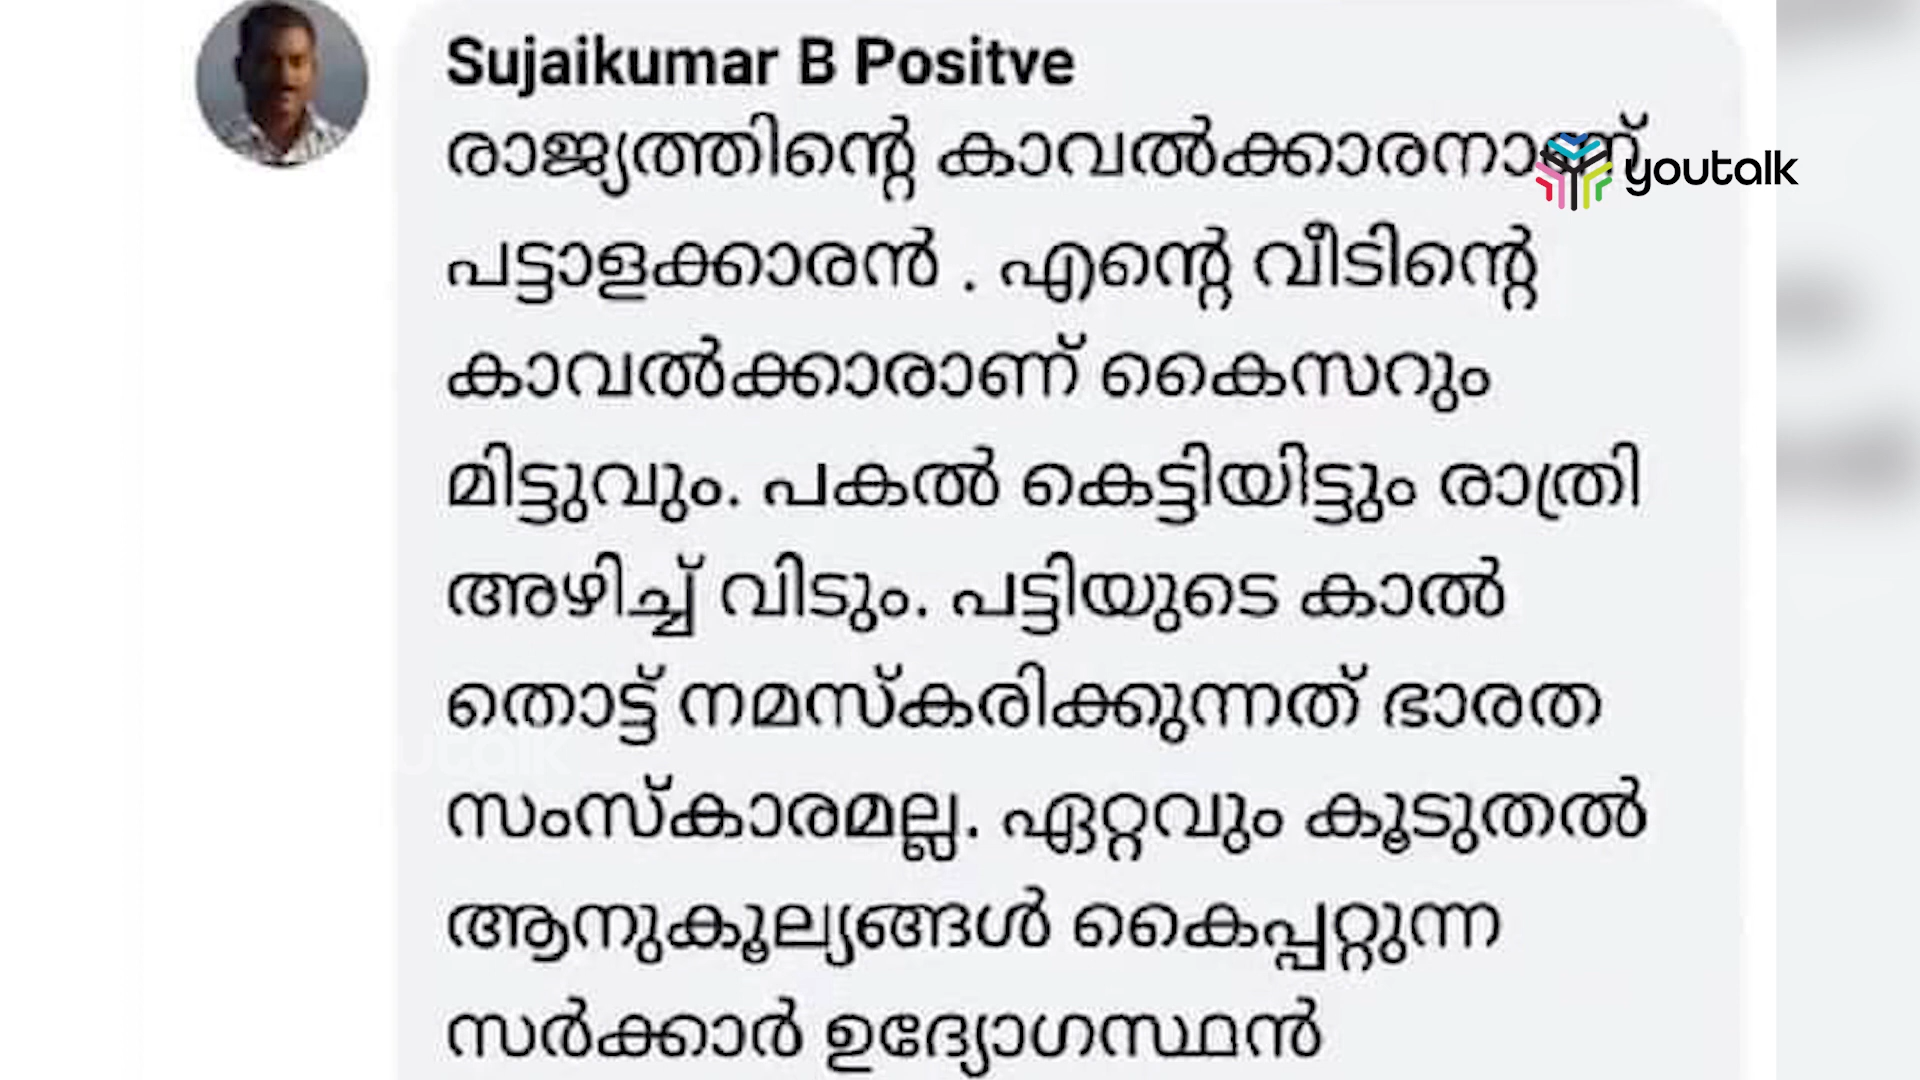 Sujaikumar B Positve
രാജ്യത്തിന്റെ കാവൽക്കാരനാണ്
youtalk
പട്ടാളക്കാരൻ . എന്റെ വീടിന്റെ
കാവൽക്കാരാണ് കൈസറും
മിട്ടുവും. പകൽ കെട്ടിയിട്ടും രാത്രി
അഴിച്ച് വിടും. പട്ടിയുടെ കാൽ
തൊട്ട് നമസ്കരിക്കുന്നത് ഭാരത
സംസ്കാരമല്ല. ഏറ്റവും കൂടുതൽ
ആനുകൂല്യങ്ങൾ കൈപ്പറ്റുന്ന
സർക്കാർ ഉദ്യോഗസ്ഥൻ